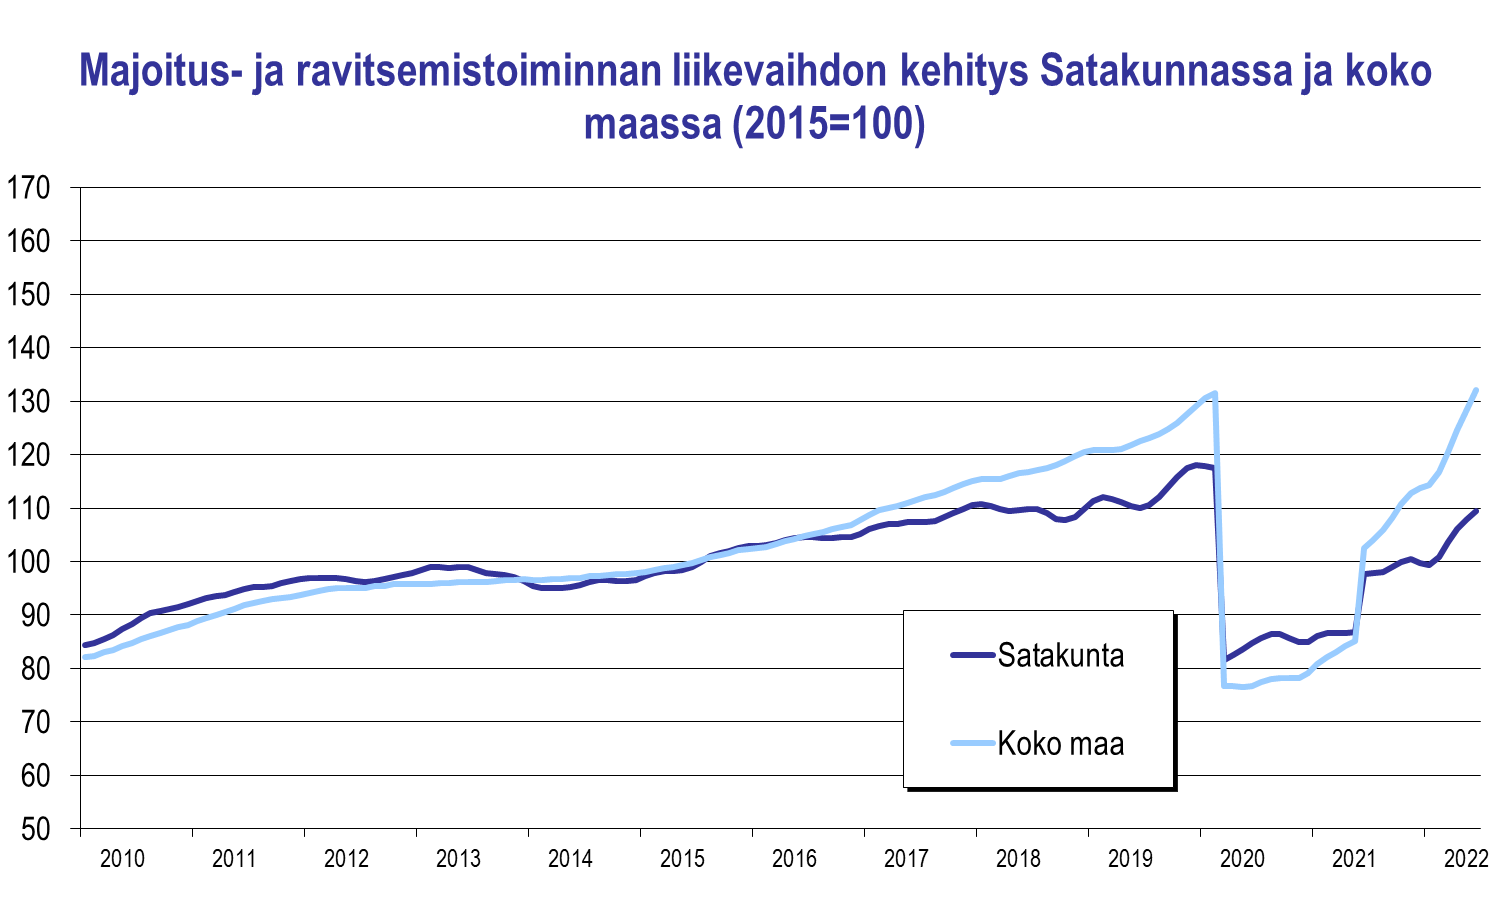 Majoitus- ja ravitsemistoiminnan liikevaihdon kehitys Satakunnassa ja koko
maassa (2015=100)
170
160
150
140
130
120
110
100
90
80
70
60
50
Satakunta
Koko maa
2010 2011 2012 2013 2014 2015 2016 2017 2018 2019 2020 2021 2022